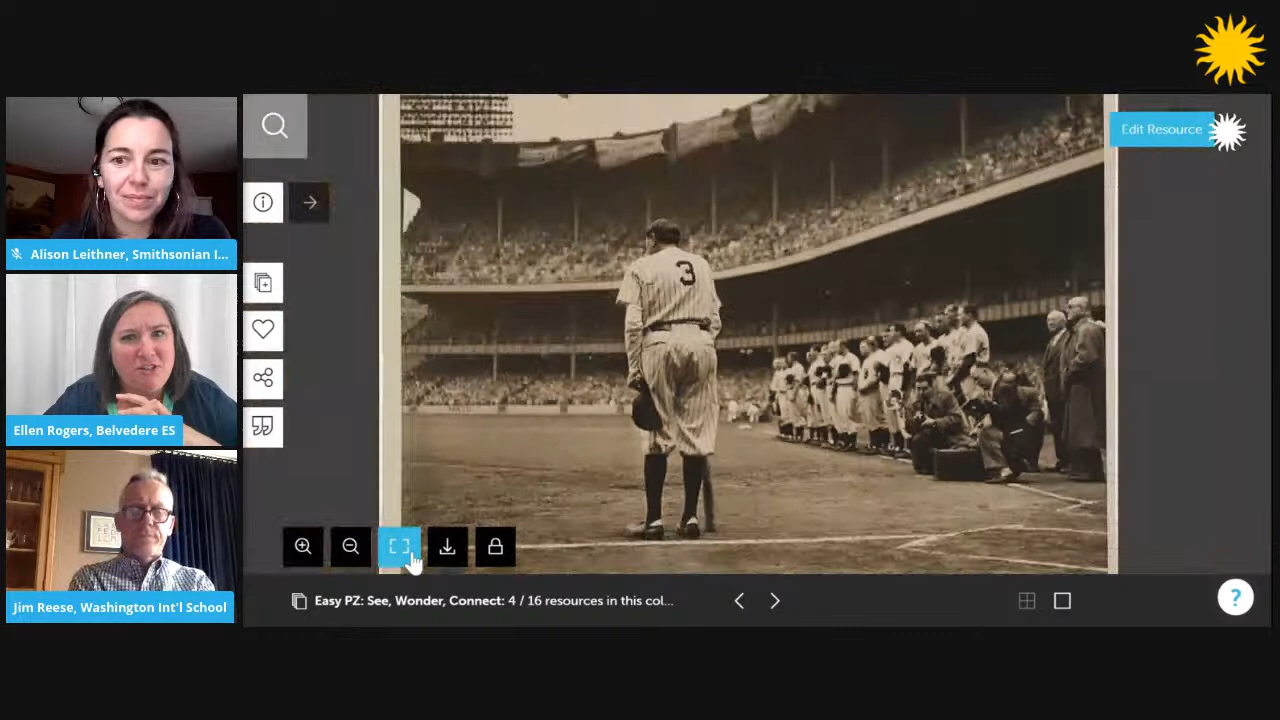 Alison Leithner, Smithsonian I...
Ellen Rogers, Belvedere ES
Jim Reese, Washington Int'l School
Edit Resource
3
Easy PZ: See, Wonder, Connect: 4 / 16 resources in this col...
?